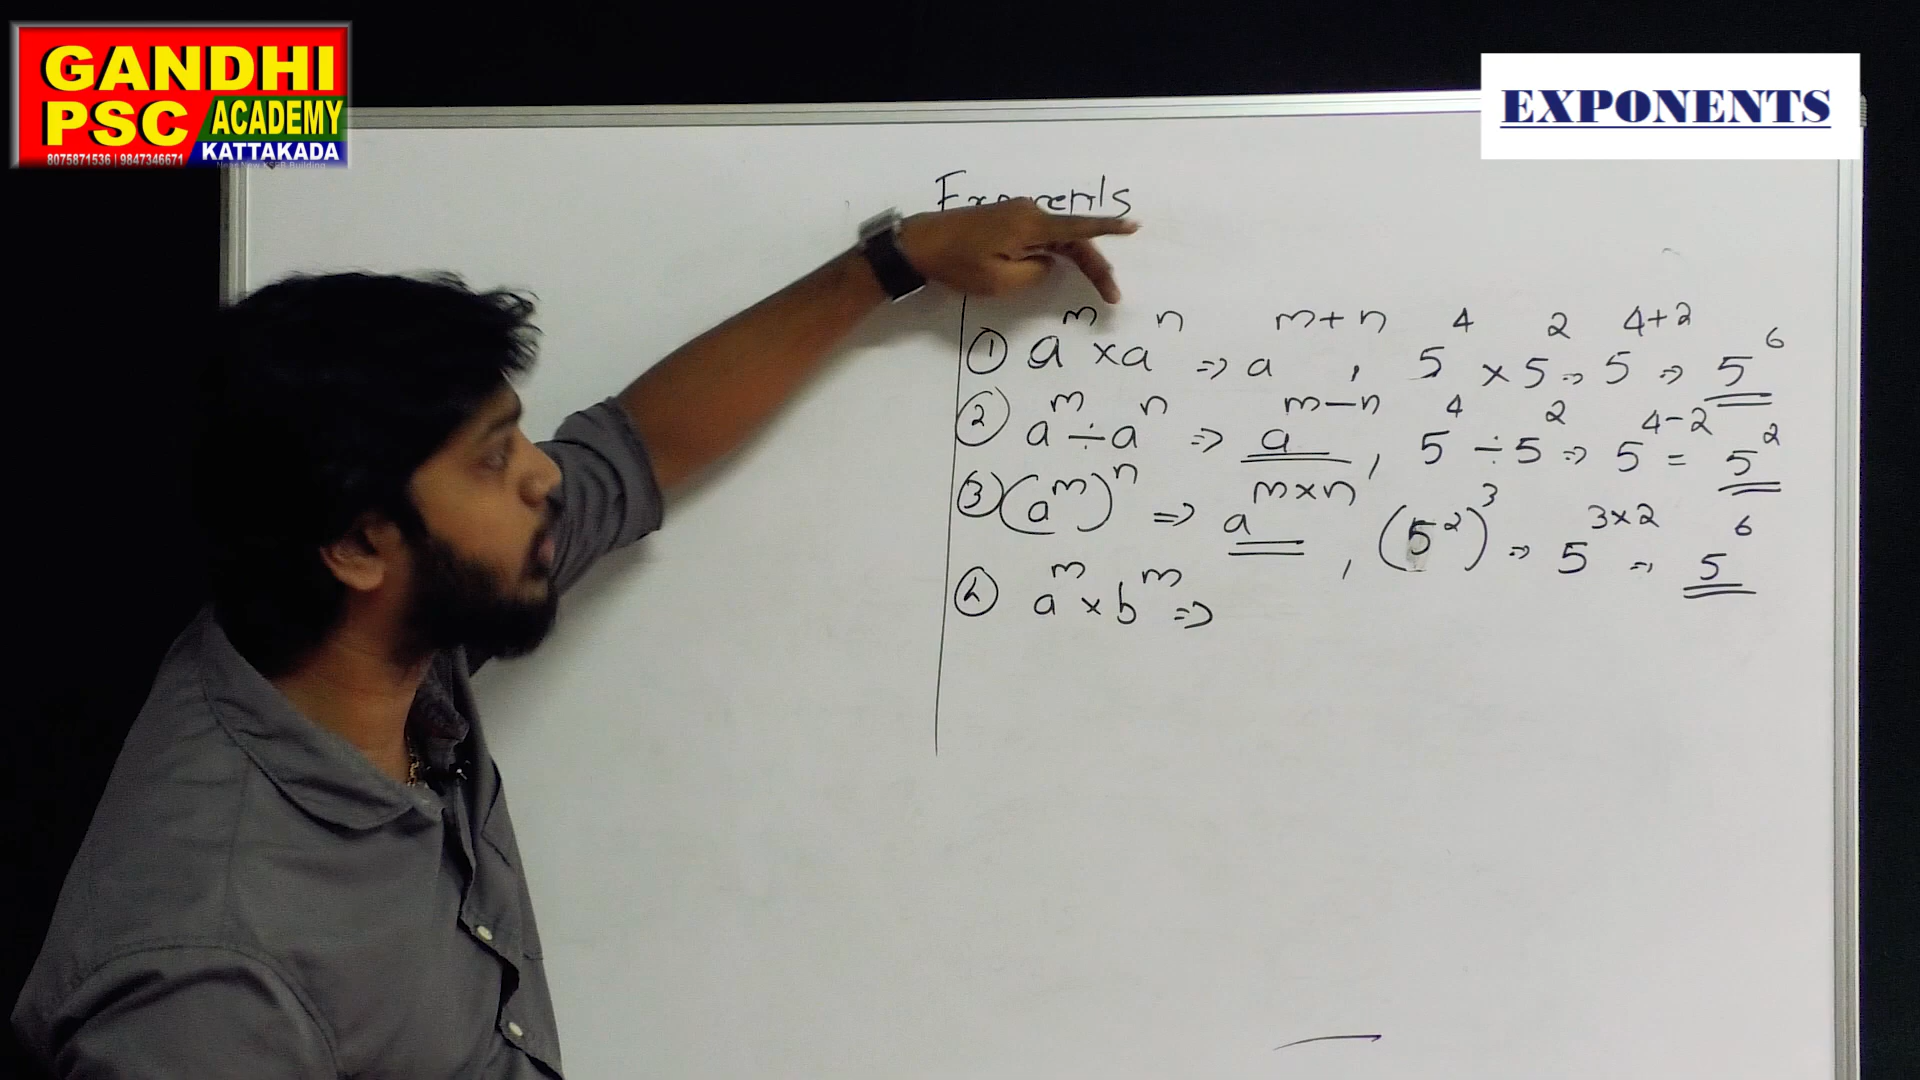 GANDHI
PSC ACADEMY
KATTAKADA
8075871536 | 9847346671
EXPONENTS
Exponents
① a^m × a^n ⇒ a^(m+n) , 5^4 × 5^2 ⇒ 5^(4+2) ⇒ 5^6
② a^m ÷ a^n ⇒ a^(m−n) , 5^4 ÷ 5^2 ⇒ 5^(4−2) = 5^2
③ (a^m)^n ⇒ a^(m×n) , (5^2)^3 ⇒ 5^(3×2) ⇒ 5^6
④ a^m × b^m ⇒